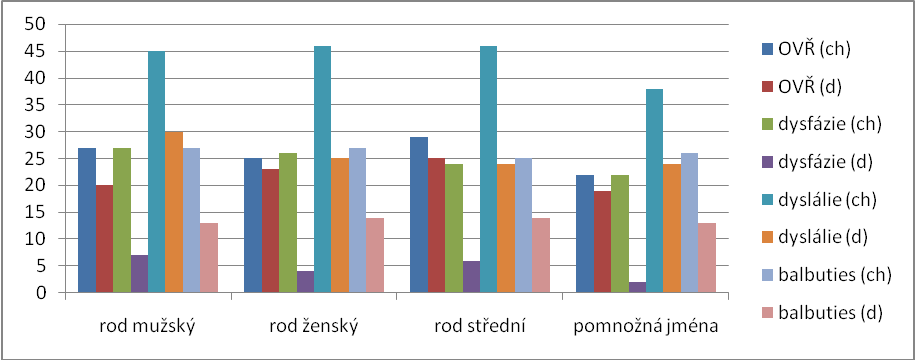 50
45
40
35
30
25
20
15
10
5
0
rod mužský
rod ženský
rod střední
pomnožná jména
OVŘ (ch)
OVŘ (d)
dysfázie (ch)
dysfázie (d)
dyslálie (ch)
dyslálie (d)
balbuties (ch)
balbuties (d)